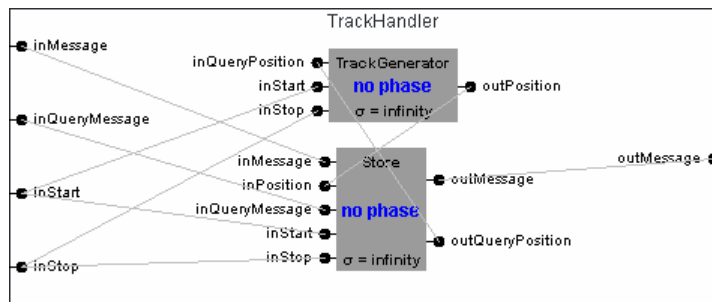 TrackHandler
inMessage
inQueryMessage
inStart
inStop
inQueryPosition
inStart
inStop
TrackGenerator
no phase
σ = infinity
outPosition
inMessage
inPosition
inQueryMessage
inStart
inStop
Store
no phase
σ = infinity
outMessage
outQueryPosition
outMessage